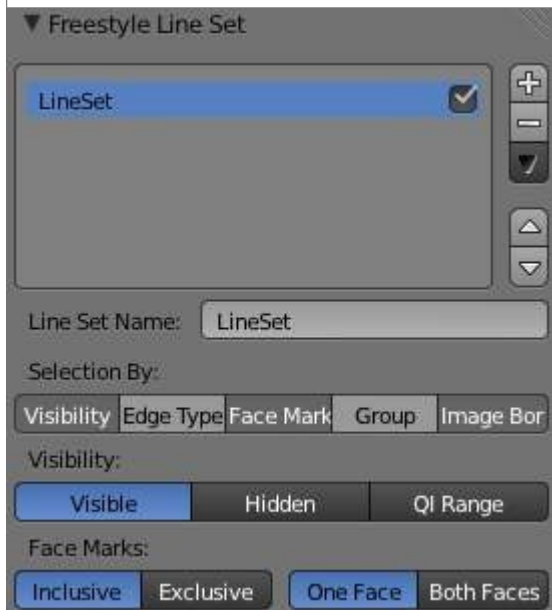 Freestyle Line Set
LineSet
Line Set Name: LineSet
Selection By:
Visibility Edge Type Face Mark Group Image Bor
Visibility:
Visible Hidden QI Range
Face Marks:
Inclusive Exclusive One Face Both Faces